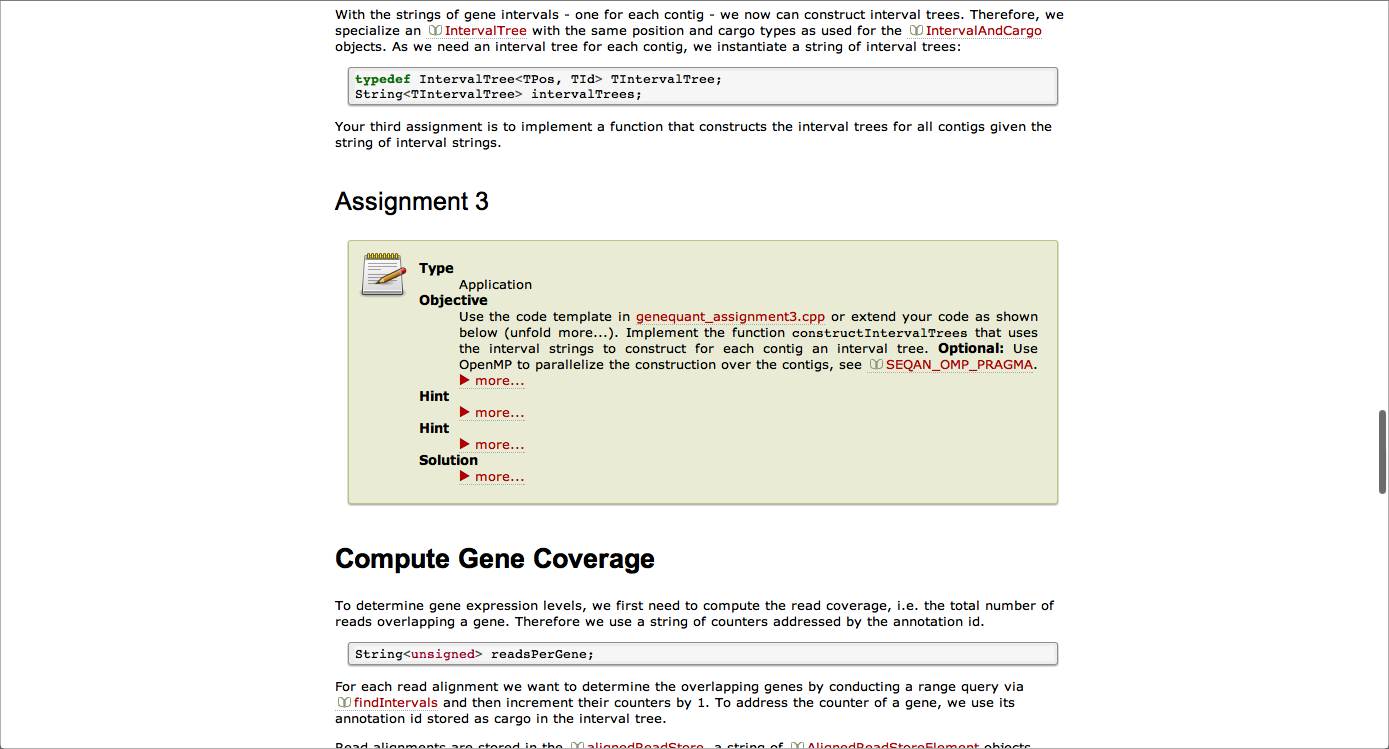 With the strings of gene intervals - one for each contig - we now can construct interval trees. Therefore, we
specialize an IntervalTree with the same position and cargo types as used for the IntervalAndCargo
objects. As we need an interval tree for each contig, we instantiate a string of interval trees:
typedef IntervalTree<TPos, TId> TIntervalTree;
String<TIntervalTree> intervalTrees;
Your third assignment is to implement a function that constructs the interval trees for all contigs given the
string of interval strings.
Assignment 3
Type
Application
Objective
Use the code template in genequant_assignment3.cpp or extend your code as shown
below (unfold more...). Implement the function constructIntervalTrees that uses
the interval strings to construct for each contig an interval tree. Optional: Use
OpenMP to parallelize the construction over the contigs, see SEQAN_OMP_PRAGMA.
more...
Hint
more...
Hint
more...
Solution
more...
Compute Gene Coverage
To determine gene expression levels, we first need to compute the read coverage, i.e. the total number of
reads overlapping a gene. Therefore we use a string of counters addressed by the annotation id.
String<unsigned> readsPerGene;
For each read alignment we want to determine the overlapping genes by conducting a range query via
findIntervals and then increment their counters by 1. To address the counter of a gene, we use its
annotation id stored as cargo in the interval tree.
Read alignments are stored in the alignedReadStore, a string of AlignedReadStoreElement objects.